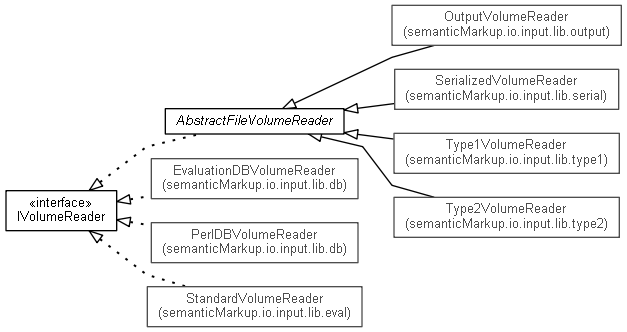 OutputVolumeReader
(semanticMarkup.io.input.lib.output)
SerializedVolumeReader
(semanticMarkup.io.input.lib.serial)
AbstractFileVolumeReader
Type1VolumeReader
(semanticMarkup.io.input.lib.type1)
EvaluationDBVolumeReader
(semanticMarkup.io.input.lib.db)
Type2VolumeReader
(semanticMarkup.io.input.lib.type2)
«interface»
IVolumeReader
PerlDBVolumeReader
(semanticMarkup.io.input.lib.db)
StandardVolumeReader
(semanticMarkup.io.input.lib.eval)